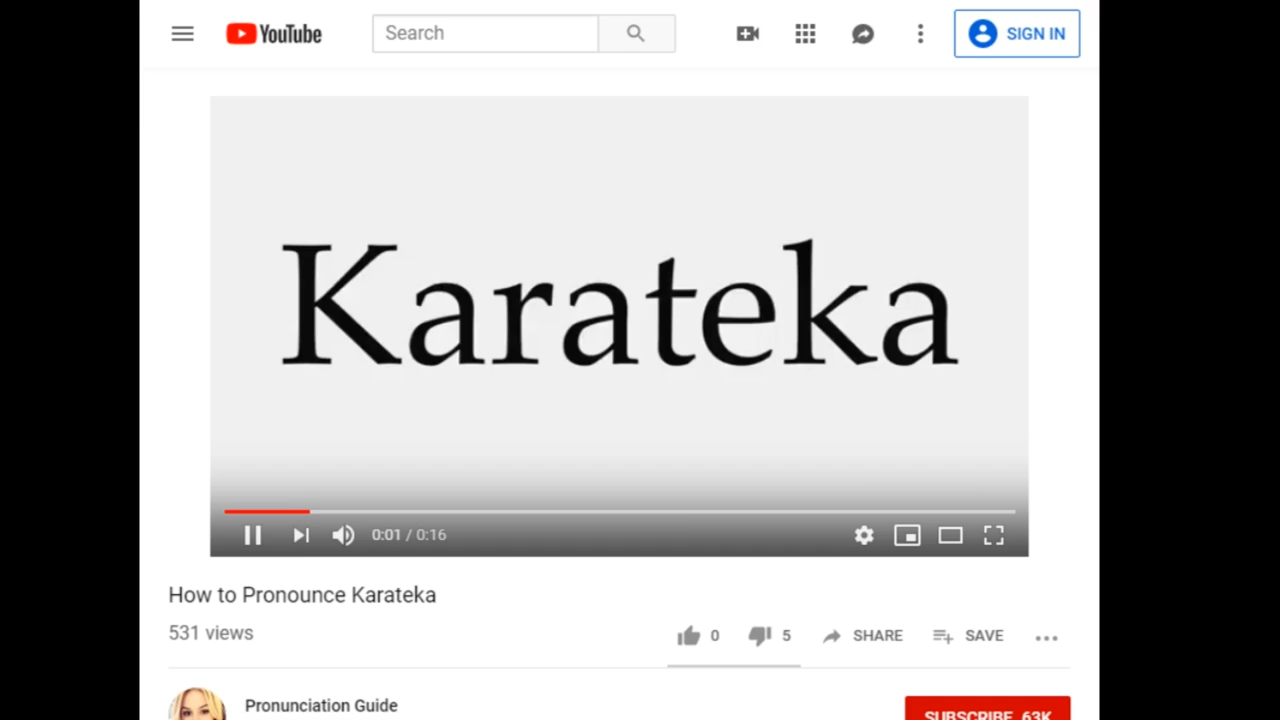 YouTube
Search
SIGN IN
Karateka
0:01 / 0:16
How to Pronounce Karateka
531 views
0
5
SHARE
SAVE
Pronunciation Guide
SUBSCRIBE 63K